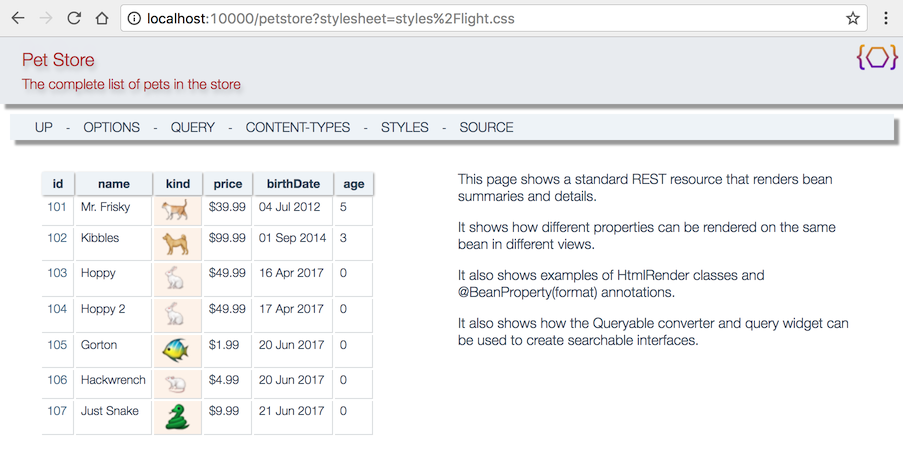 localhost:10000/petstore?stylesheet=styles%2Flight.css
Pet Store
The complete list of pets in the store
UP - OPTIONS - QUERY - CONTENT-TYPES - STYLES - SOURCE
id name kind price birthDate age
101 Mr. Frisky $39.99 04 Jul 2012 5
102 Kibbles $99.99 01 Sep 2014 3
103 Hoppy $49.99 16 Apr 2017 0
104 Hoppy 2 $49.99 17 Apr 2017 0
105 Gorton $1.99 20 Jun 2017 0
106 Hackwrench $4.99 20 Jun 2017 0
107 Just Snake $9.99 21 Jun 2017 0
This page shows a standard REST resource that renders bean
summaries and details.
It shows how different properties can be rendered on the same
bean in different views.
It also shows examples of HtmlRender classes and
@BeanProperty(format) annotations.
It also shows how the Queryable converter and query widget can
be used to create searchable interfaces.